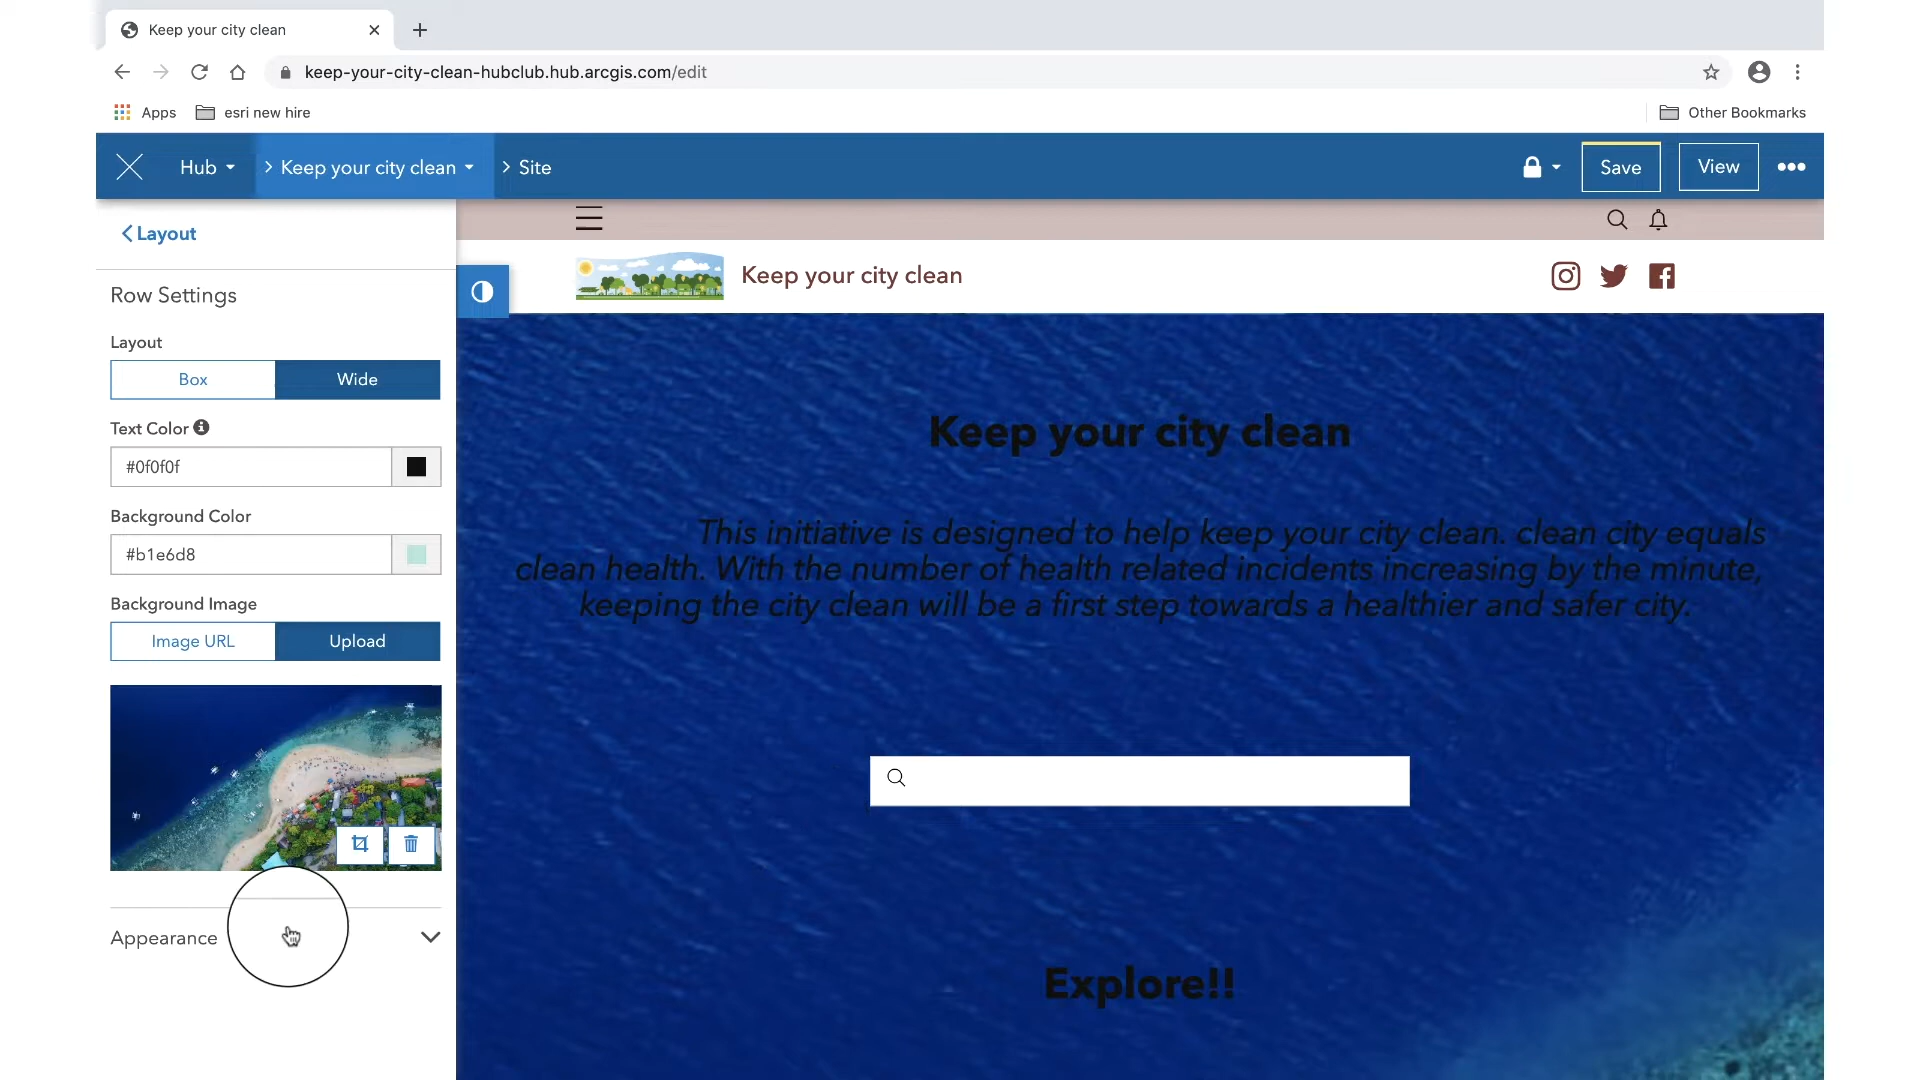 Keep your city clean
keep-your-city-clean-hubclub.hub.arcgis.com/edit
Apps esri new hire Other Bookmarks
Hub > Keep your city clean > Site Save View
Layout
Keep your city clean
Row Settings
Layout
Box Wide
Text Color
#0f0f0f
Background Color
#b1e6d8
Background Image
Image URL Upload
Appearance
Keep your city clean
This initiative is designed to help keep your city clean. clean city equals
clean health. With the number of health related incidents increasing by the minute,
keeping the city clean will be a first step towards a healthier and safer city.
Explore!!